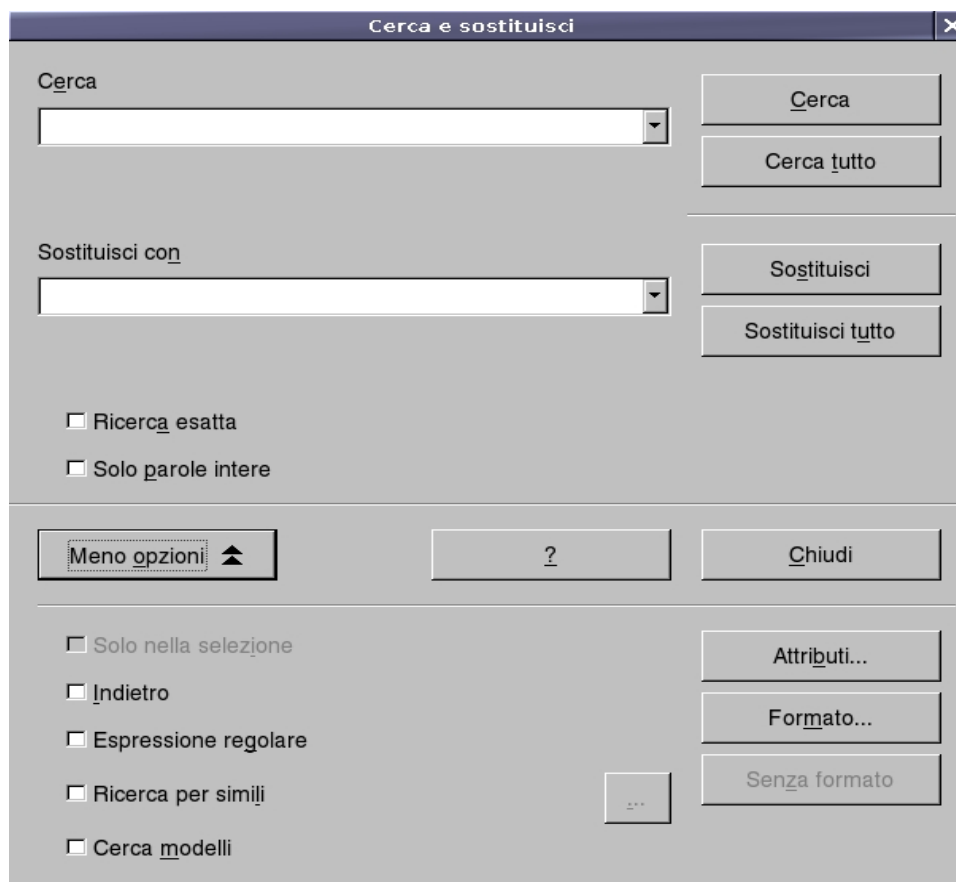 Cerca e sostituisci
Cerca
Cerca
Cerca tutto
Sostituisci con
Sostituisci
Sostituisci tutto
Ricerca esatta
Solo parole intere
Meno opzioni
?
Chiudi
Solo nella selezione
Attributi...
Indietro
Formato...
Espressione regolare
Senza formato
Ricerca per simili
...
Cerca modelli